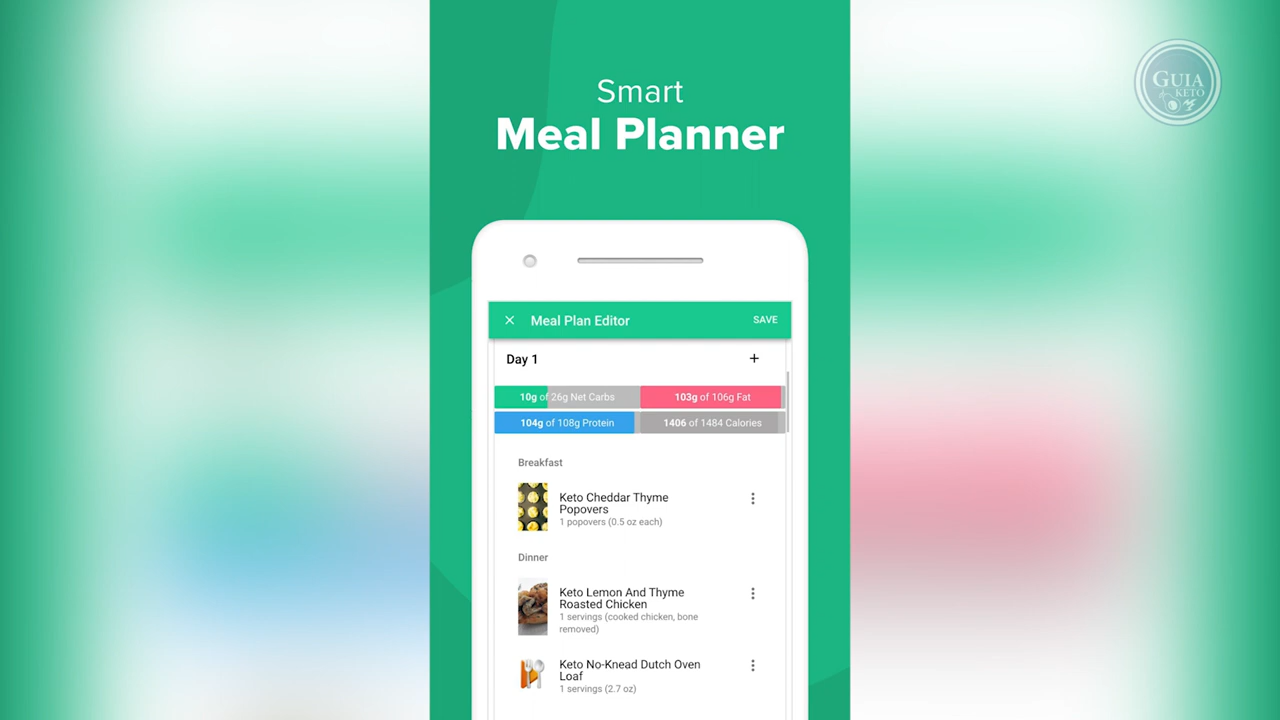 Smart
Meal Planner
GUIA
KETO
Meal Plan Editor
SAVE
Day 1
+
10g of 26g Net Carbs
103g of 106g Fat
104g of 108g Protein
1406 of 1484 Calories
Breakfast
Keto Cheddar Thyme
Popovers
1 popovers (0.5 oz each)
Dinner
Keto Lemon And Thyme
Roasted Chicken
1 servings (cooked chicken, bone
removed)
Keto No-Knead Dutch Oven
Loaf
1 servings (2.7 oz)